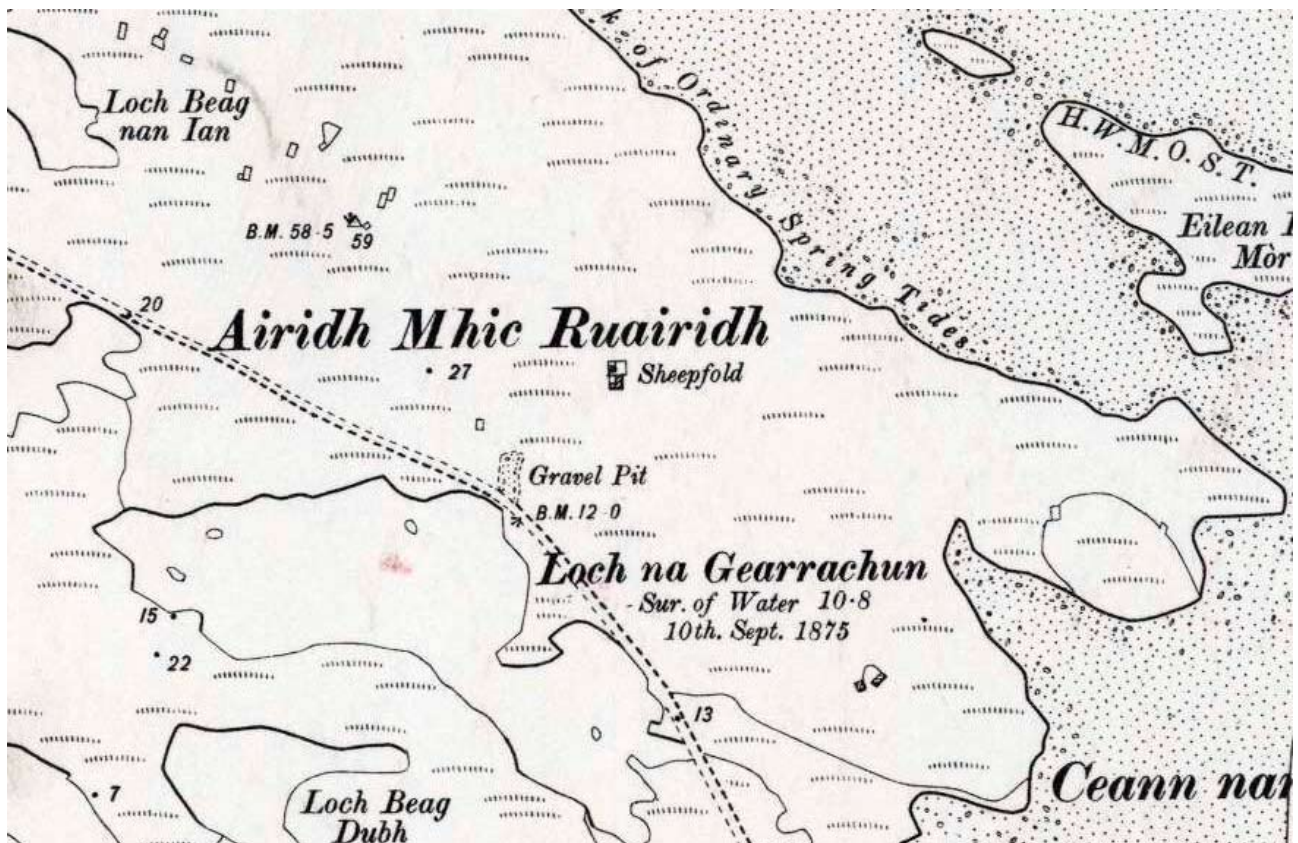 k of Ordinary Spring Tides
Loch Beag
nan Ian
H.W.M.O.S.T.
Eilean
Mòr
B.M. 58·5
59
20
Airidh Mhic Ruairidh
27
Sheepfold
Gravel Pit
B.M. 12·0
Loch na Gearrachun
Sur. of Water 10·8
10th. Sept. 1875
15
22
13
7
Loch Beag
Dubh
Ceann nan